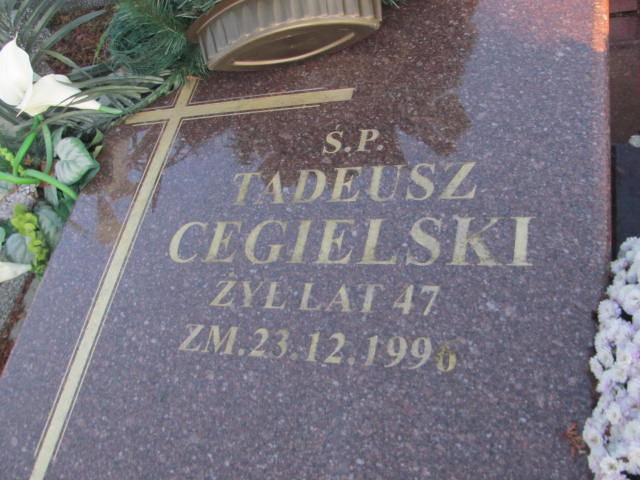 Ś.P.
TADEUSZ
CEGIELSKI
ŻYŁ LAT 47
ZM.23.12.1996